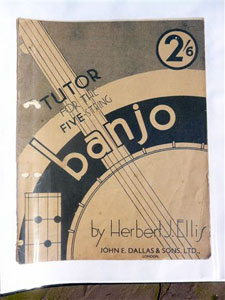 2/6
TUTOR
FOR THE
FIVE-STRING
banjo
by Herbert J. Ellis
JOHN E. DALLAS & SONS, LTD.,
LONDON.